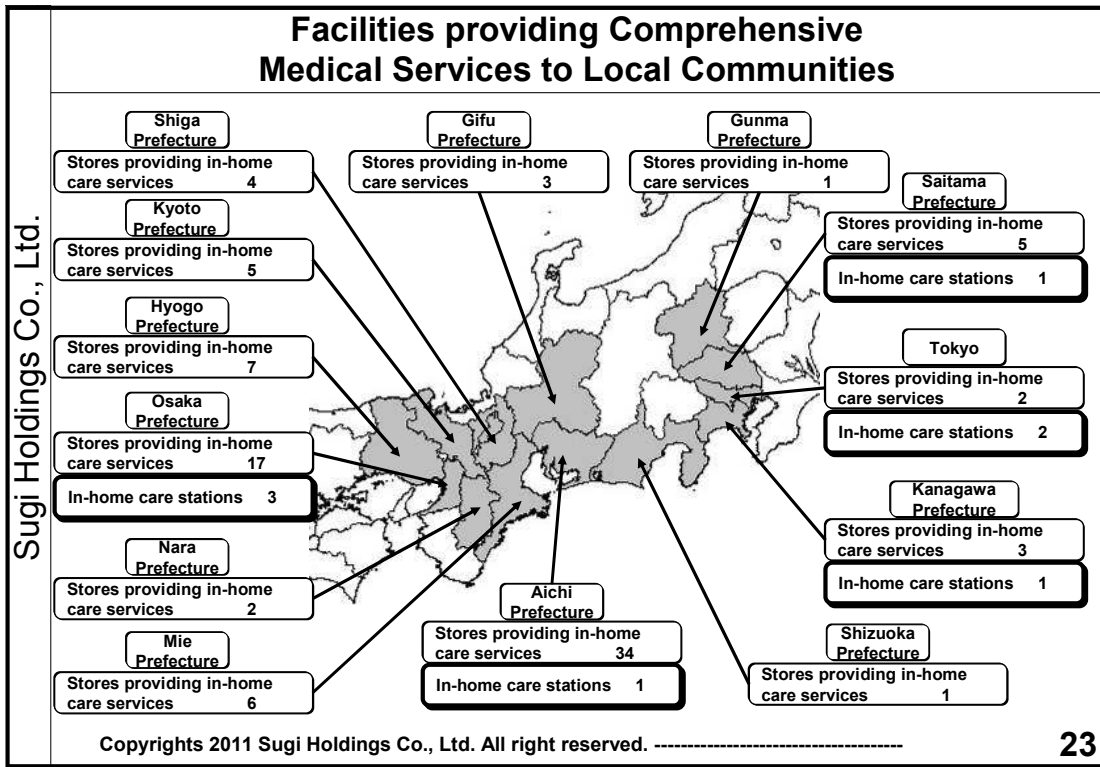 Facilities providing Comprehensive
Medical Services to Local Communities
Sugi Holdings Co., Ltd.
Shiga
Prefecture
Stores providing in-home
care services 4
Gifu
Prefecture
Stores providing in-home
care services 3
Gunma
Prefecture
Stores providing in-home
care services 1
Saitama
Prefecture
Stores providing in-home
care services 5
In-home care stations 1
Kyoto
Prefecture
Stores providing in-home
care services 5
Hyogo
Prefecture
Stores providing in-home
care services 7
Tokyo
Stores providing in-home
care services 2
In-home care stations 2
Osaka
Prefecture
Stores providing in-home
care services 17
In-home care stations 3
Kanagawa
Prefecture
Stores providing in-home
care services 3
In-home care stations 1
Nara
Prefecture
Stores providing in-home
care services 2
Aichi
Prefecture
Stores providing in-home
care services 34
In-home care stations 1
Mie
Prefecture
Stores providing in-home
care services 6
Shizuoka
Prefecture
Stores providing in-home
care services 1
Copyrights 2011 Sugi Holdings Co., Ltd. All right reserved. --------------------------------------
23